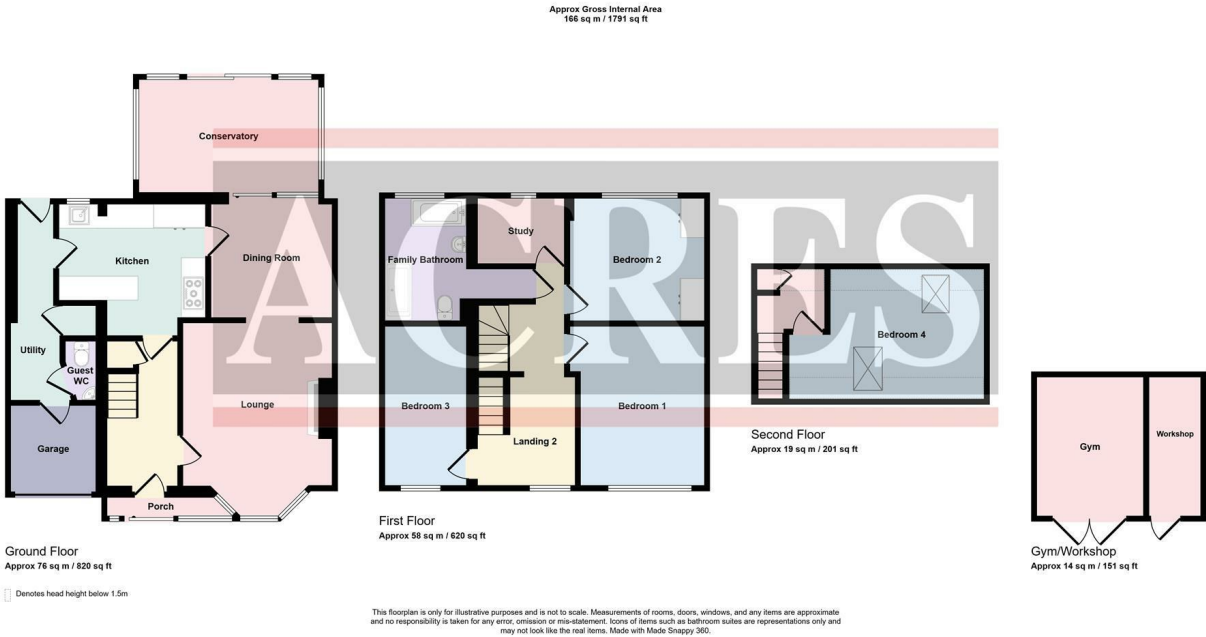 Approx Gross Internal Area
166 sq m / 1791 sq ft
Conservatory
Kitchen
Dining Room
Utility
Guest
WC
Lounge
Garage
Porch
Ground Floor
Approx 76 sq m / 820 sq ft
Denotes head height below 1.5m
Study
Family Bathroom
Bedroom 2
Bedroom 3
Bedroom 1
Landing 2
First Floor
Approx 58 sq m / 620 sq ft
Bedroom 4
Second Floor
Approx 19 sq m / 201 sq ft
Gym
Workshop
Gym/Workshop
Approx 14 sq m / 151 sq ft
ACRES
This floorplan is only for illustrative purposes and is not to scale. Measurements of rooms, doors, windows, and any items are approximate
and no responsibility is taken for any error, omission or mis-statement. Icons of items such as bathroom suites are representations only and
may not look like the real items. Made with Made Snappy 360.